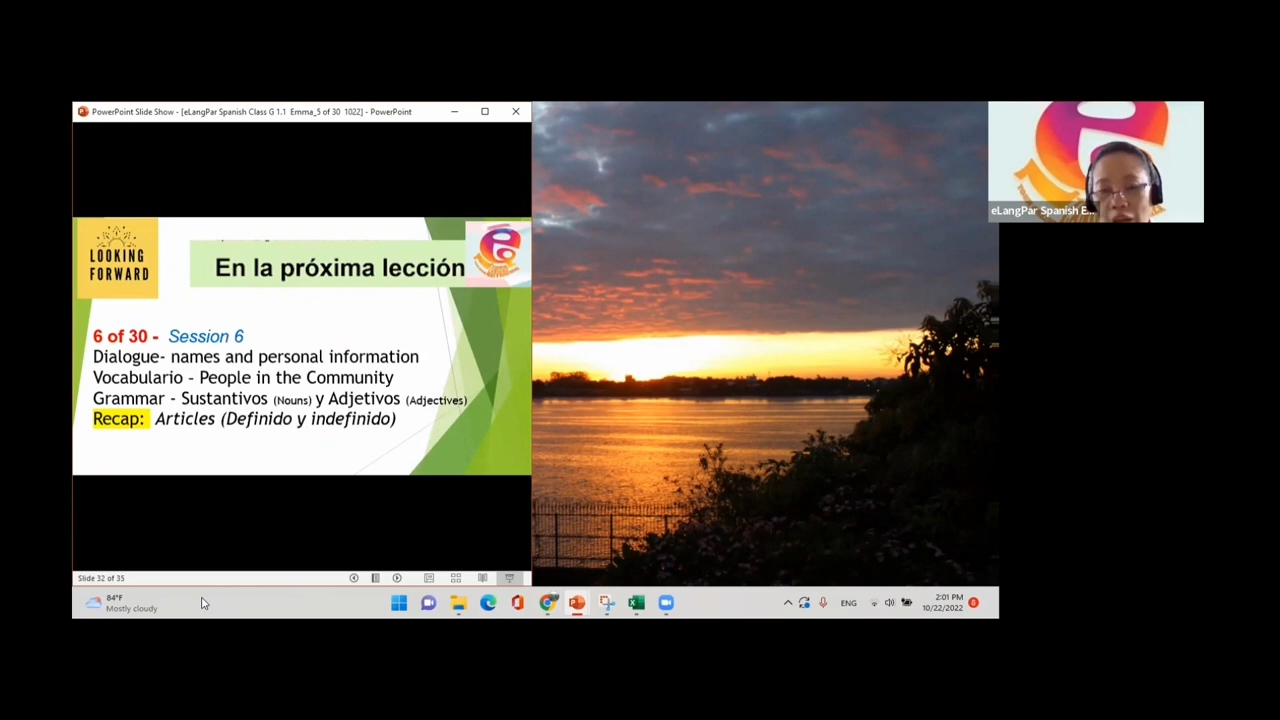 PowerPoint Slide Show - [eLangPar Spanish Class G 1.1 Emma_5 of 30 1022] - PowerPoint
LOOKING
FORWARD
En la próxima lección
6 of 30 - Session 6
Dialogue- names and personal information
Vocabulario - People in the Community
Grammar - Sustantivos (Nouns) y Adjetivos (Adjectives)
Recap: Articles (Definido y indefinido)
eLangPar Spanish E...
Slide 32 of 35
84°F
Mostly cloudy
ENG
2:01 PM
10/22/2022
8